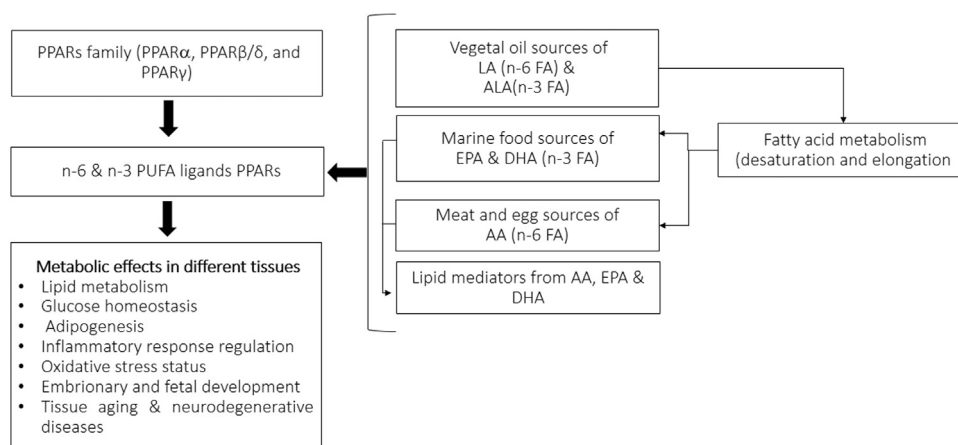 PPARs family (PPARα, PPARβ/δ, and
PPARγ)
n-6 & n-3 PUFA ligands PPARs
Metabolic effects in different tissues
• Lipid metabolism
• Glucose homeostasis
• Adipogenesis
• Inflammatory response regulation
• Oxidative stress status
• Embrionary and fetal development
• Tissue aging & neurodegenerative
diseases
Vegetal oil sources of
LA (n-6 FA) &
ALA(n-3 FA)
Marine food sources of
EPA & DHA (n-3 FA)
Meat and egg sources of
AA (n-6 FA)
Lipid mediators from AA, EPA &
DHA
Fatty acid metabolism
(desaturation and elongation